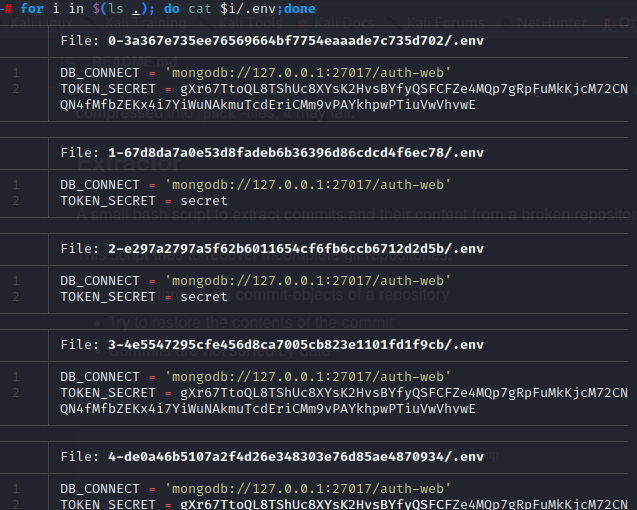 # for i in $(ls .); do cat $i/.env;done
File: 0-3a367e735ee76569664bf7754eaaade7c735d702/.env
1 DB_CONNECT = 'mongodb://127.0.0.1:27017/auth-web'
2 TOKEN_SECRET = gXr67TtoQL8TShUc8XYsK2HvsBYfyQSFCFZe4MQp7gRpFuMkKjcM72CN
QN4fMfbZEKx4i7YiWuNAkmuTcdEriCMm9vPAYkhpwPTiuVwVhvwE
File: 1-67d8da7a0e53d8fadeb6b36396d86cdcd4f6ec78/.env
1 DB_CONNECT = 'mongodb://127.0.0.1:27017/auth-web'
2 TOKEN_SECRET = secret
File: 2-e297a2797a5f62b6011654cf6fb6ccb6712d2d5b/.env
1 DB_CONNECT = 'mongodb://127.0.0.1:27017/auth-web'
2 TOKEN_SECRET = secret
File: 3-4e5547295cfe456d8ca7005cb823e1101fd1f9cb/.env
1 DB_CONNECT = 'mongodb://127.0.0.1:27017/auth-web'
2 TOKEN_SECRET = gXr67TtoQL8TShUc8XYsK2HvsBYfyQSFCFZe4MQp7gRpFuMkKjcM72CN
QN4fMfbZEKx4i7YiWuNAkmuTcdEriCMm9vPAYkhpwPTiuVwVhvwE
File: 4-de0a46b5107a2f4d26e348303e76d85ae4870934/.env
1 DB_CONNECT = 'mongodb://127.0.0.1:27017/auth-web'
2 TOKEN_SECRET = gXr67TtoQL8TShUc8XYsK2HvsBYfyQSFCFZe4MQp7gRpFuMkKjcM72CN